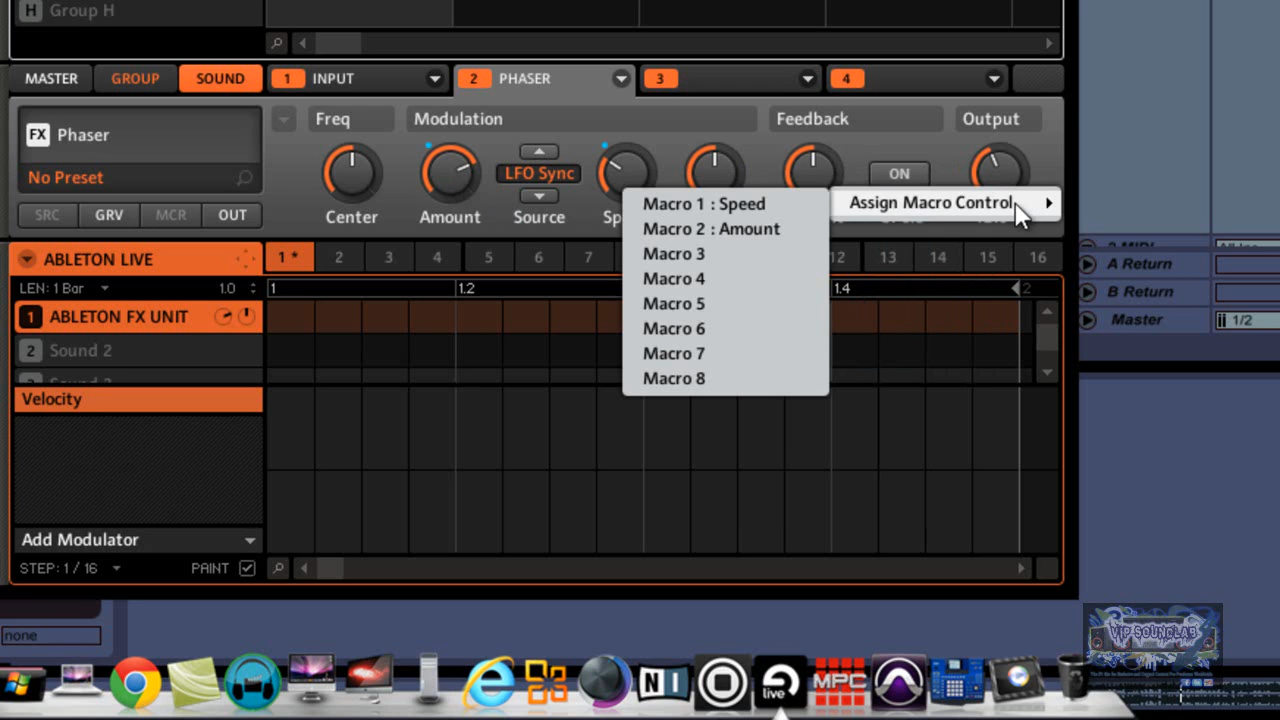 H Group H
MASTER GROUP SOUND 1 INPUT 2 PHASER 3 4
Freq Modulation Feedback Output
FX Phaser
LFO Sync ON
No Preset
SRC GRV MCR OUT
Center Amount Source
Assign Macro Control
Macro 1 : Speed
Macro 2 : Amount
Macro 3
Macro 4
Macro 5
Macro 6
Macro 7
Macro 8
ABLETON LIVE 1 * 2 3 4 5 6 7 12 13 14 15 16
LEN: 1 Bar 1.0 1 1.2 1.4 2
1 ABLETON FX UNIT
2 Sound 2
Velocity
Add Modulator
STEP: 1 / 16 PAINT
A Return
B Return
Master 1/2
none
VIP SOUNDLAB
NI live MPC